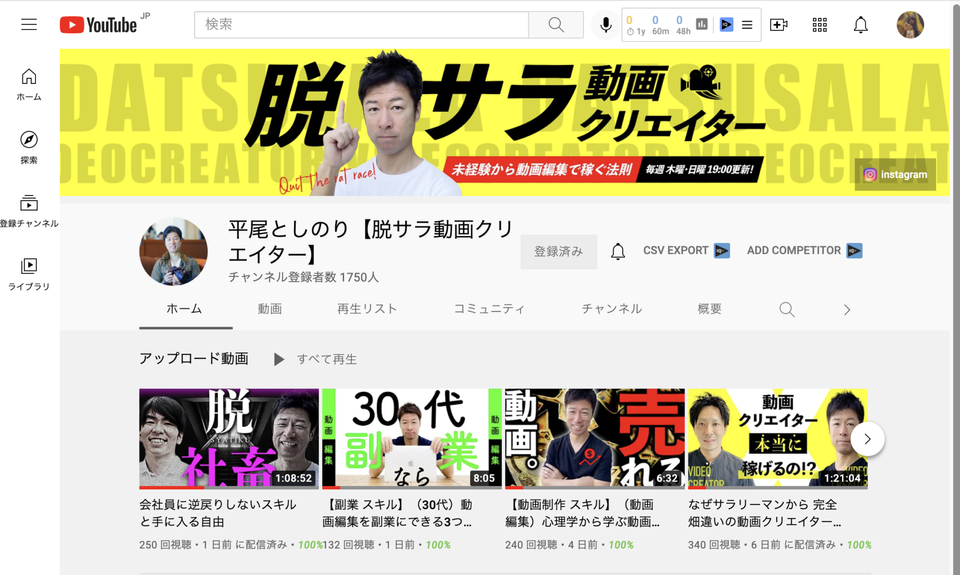 YouTube JP
検索
0 0 0
1y 60m 48h
ホーム
探索
登録チャンネル
ライブラリ
DATSUSALA DATSUSALA
VIDEOCREATOR VIDEOCREATOR
脱サラ動画クリエイター
未経験から動画編集で稼ぐ法則
毎週 木曜･日曜 19:00更新!
Quit the rat race!
instagram
平尾としのり【脱サラ動画クリ
エイター】
チャンネル登録者数 1750人
登録済み
CSV EXPORT
ADD COMPETITOR
ホーム 動画 再生リスト コミュニティ チャンネル 概要
アップロード動画 すべて再生
脱
社畜
1:08:52
30代
副業
なら
動画編集
動画編集
8:05
動画。
売れる
6:32
動画
クリエイター
本当に
稼げるの!?
VIDEO
CREATOR
1:21:04
会社員に逆戻りしないスキル
と手に入る自由
250 回視聴・1 日前 に配信済み・100%
【副業 スキル】（30代）動
画編集を副業にできる3つ...
132 回視聴・1 日前・100%
【動画制作 スキル】（動画
編集）心理学から学ぶ動画...
240 回視聴・4 日前・100%
なぜサラリーマンから 完全
畑違いの動画クリエイター...
340 回視聴・6 日前 に配信済み・100%